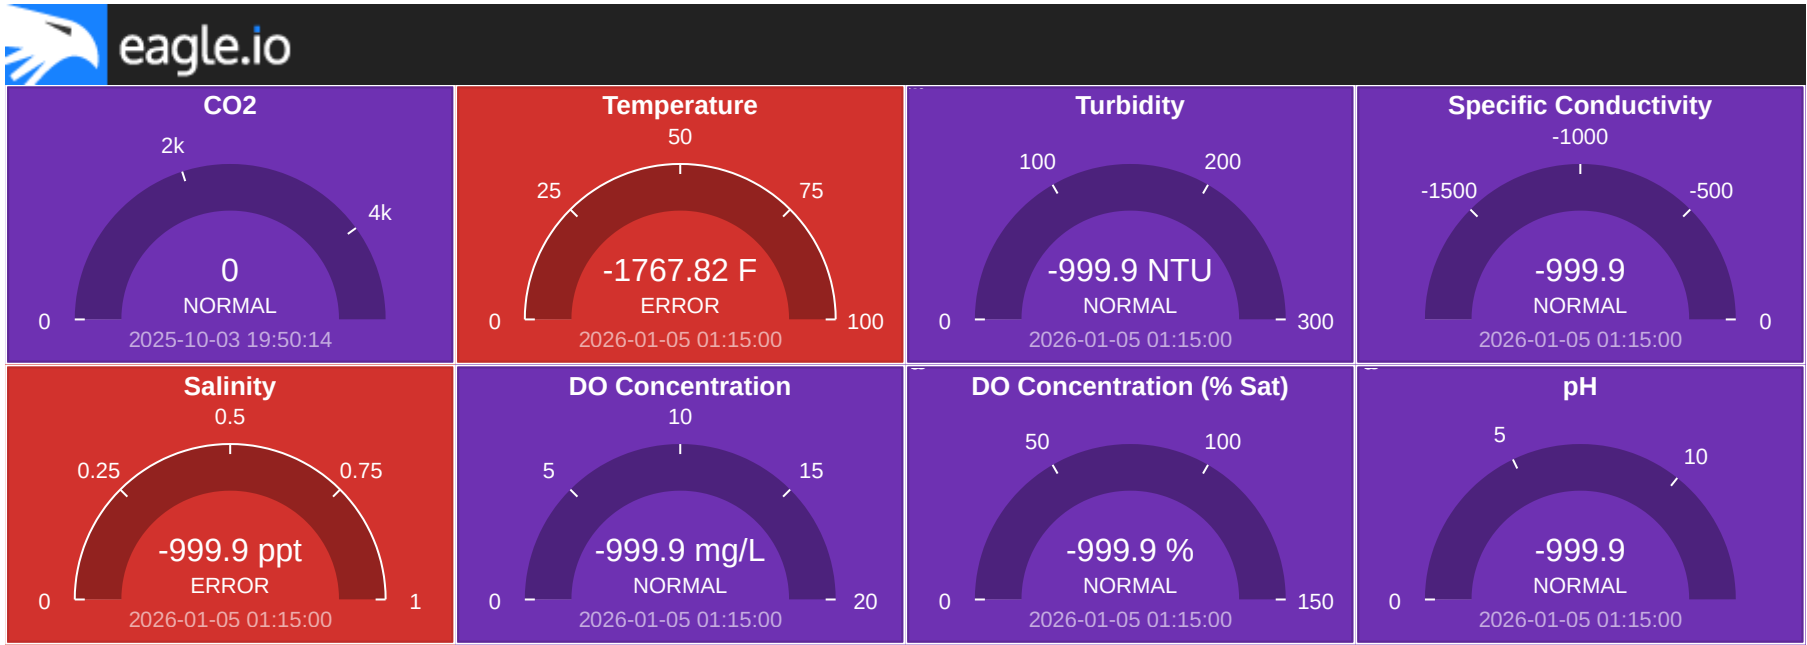 eagle.io
CO2
2k
4k
0
0
NORMAL
2025-10-03 19:50:14
Temperature
50
25
75
-1767.82 F
ERROR
0
100
2026-01-05 01:15:00
Turbidity
100
200
-999.9 NTU
NORMAL
0
300
2026-01-05 01:15:00
Specific Conductivity
-1000
-1500
-500
-999.9
NORMAL
0
2026-01-05 01:15:00
Salinity
0.5
0.25
0.75
-999.9 ppt
ERROR
0
1
2026-01-05 01:15:00
DO Concentration
10
5
15
-999.9 mg/L
NORMAL
0
20
2026-01-05 01:15:00
DO Concentration (% Sat)
50
100
-999.9 %
NORMAL
0
150
2026-01-05 01:15:00
pH
5
10
-999.9
NORMAL
0
2026-01-05 01:15:00